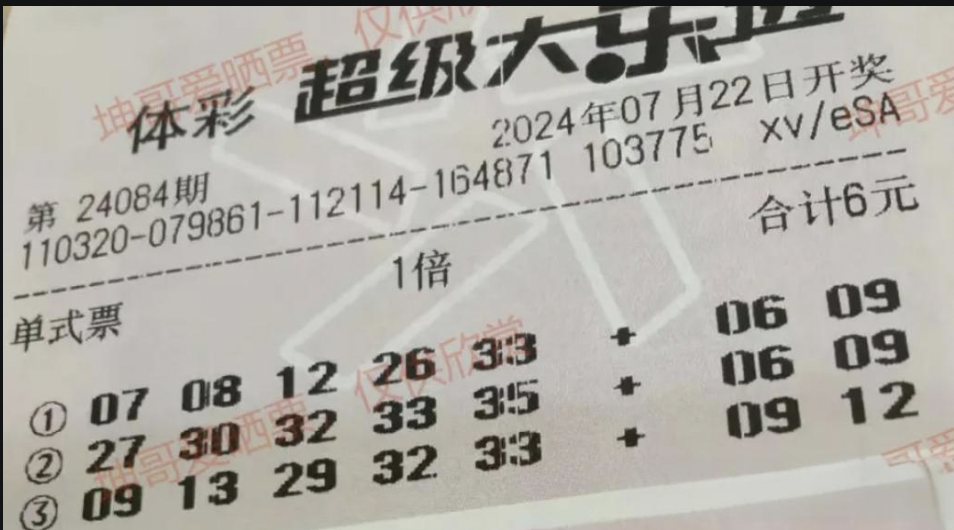 坤哥爱晒票 仅供欣赏
体彩 超级大乐透
2024年07月22日开奖
第 24084期
110320-079861-112114-164871 103775 xv/eSA
坤哥爱
合计6元
1倍
单式票
① 07 08 12 26 33 + 06 09
② 27 30 32 33 35 + 06 09
③ 09 13 29 32 33 + 09 12
坤哥爱晒票 仅供欣赏